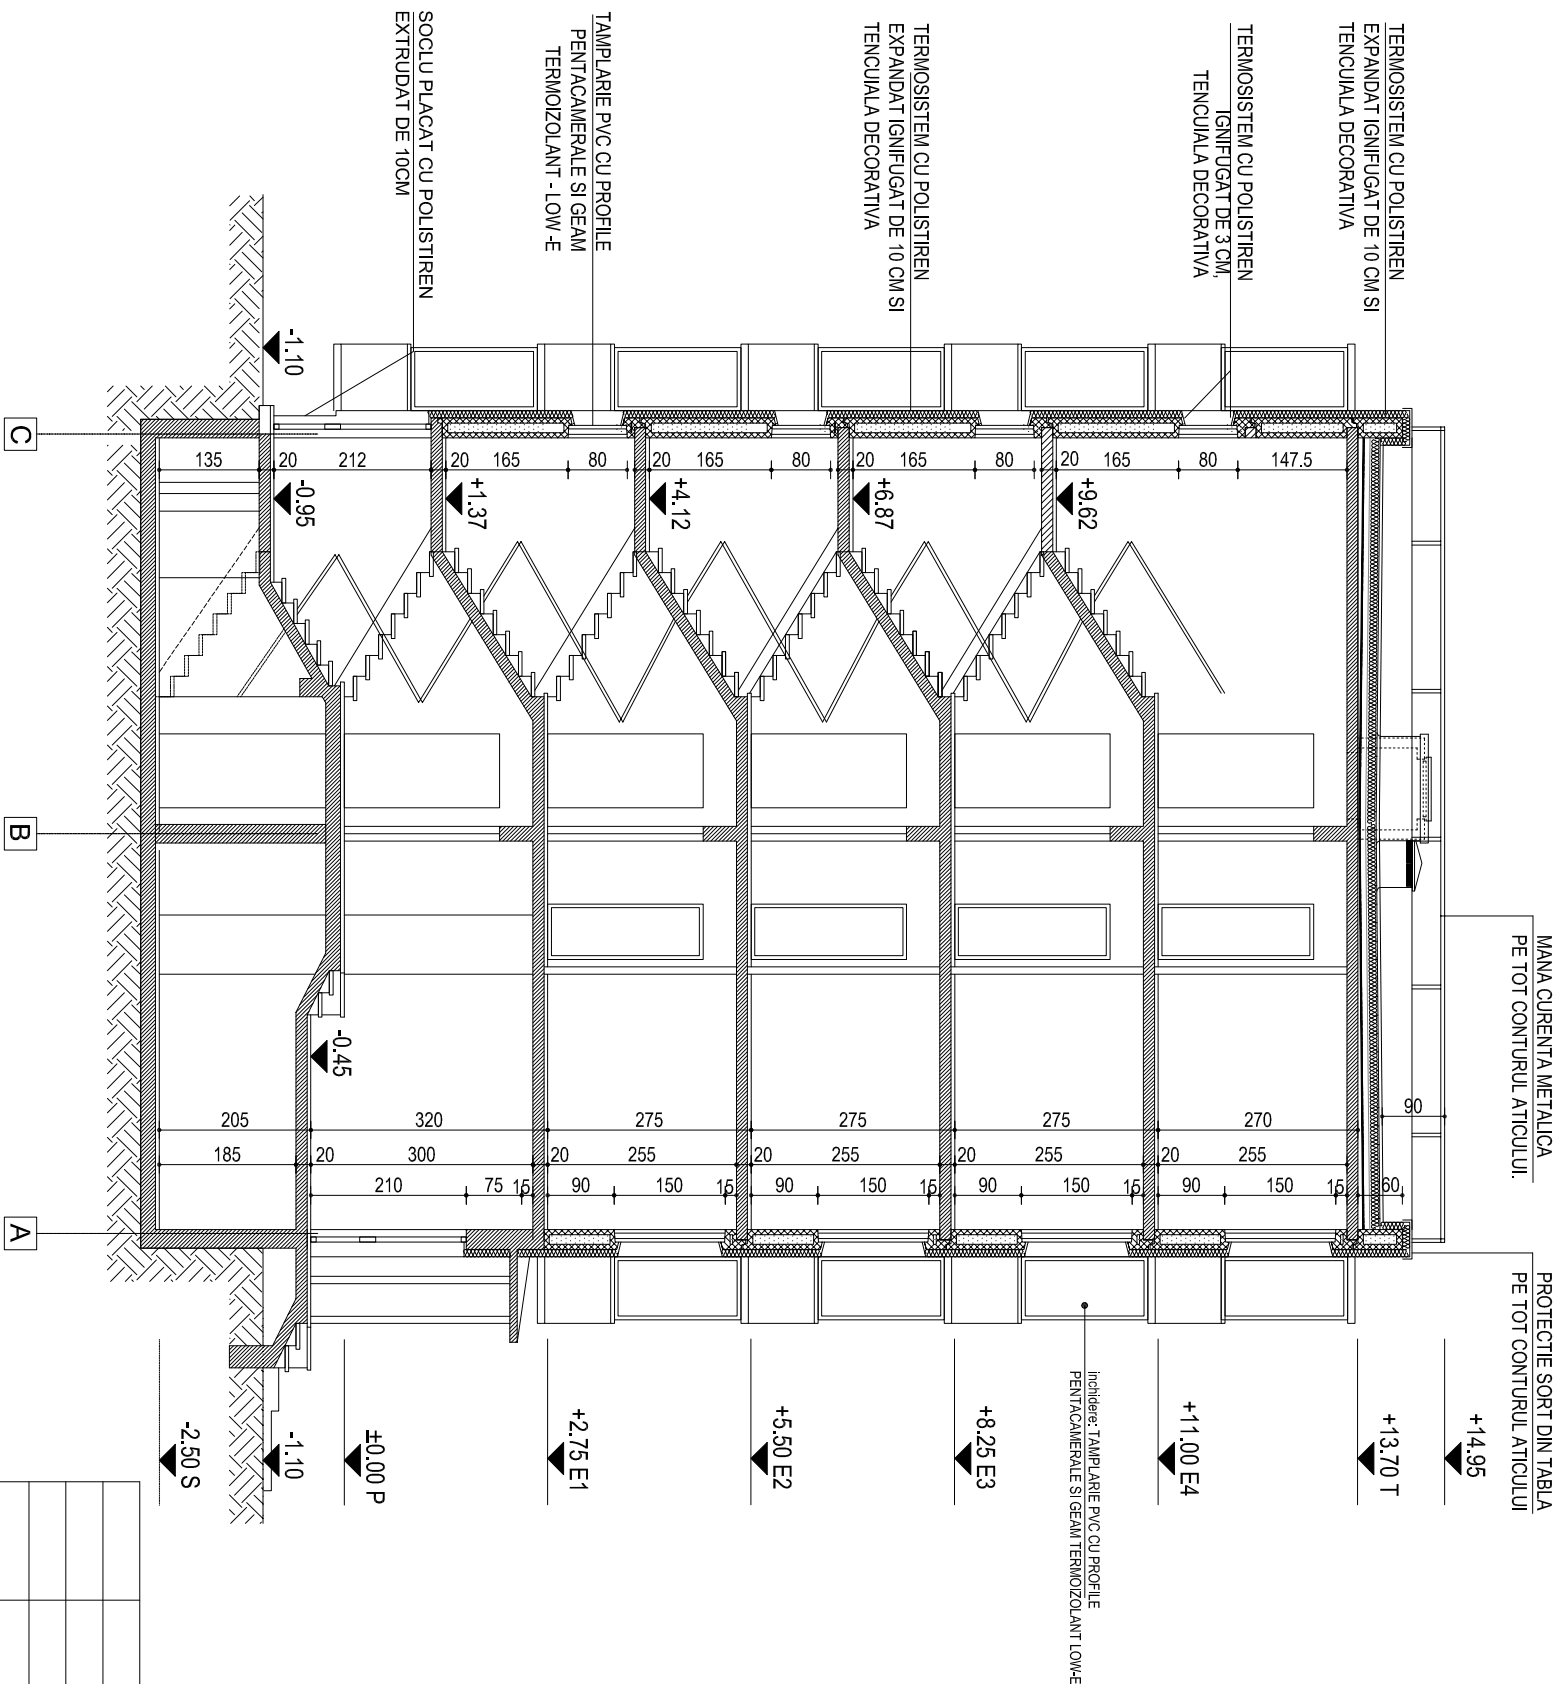 TERMOSISTEM CU POLISTIREN
EXPANDAT IGNIFUGAT DE 10 CM SI
TENCUIALA DECORATIVA
TERMOSISTEM CU POLISTIREN
IGNIFUGAT DE 3 CM,
TENCUIALA DECORATIVA
TERMOSISTEM CU POLISTIREN
EXPANDAT IGNIFUGAT DE 10 CM SI
TENCUIALA DECORATIVA
TAMPLARIE PVC CU PROFILE
PENTACAMERALE SI GEAM
TERMOIZOLANT - LOW -E
SOCLU PLACAT CU POLISTIREN
EXTRUDAT DE 10CM
MANA CURENTA METALICA
PE TOT CONTURUL ATICULUI.
PROTECTIE SORT DIN TABLA
PE TOT CONTURUL ATICULUI
inchidere: TAMPLARIE PVC CU PROFILE
PENTACAMERALE SI GEAM TERMOIZOLANT LOW-E
+14.95
+13.70 T
+11.00 E4
+8.25 E3
+5.50 E2
+2.75 E1
±0.00 P
-1.10
-2.50 S
-1.10
-0.95
+1.37
+4.12
+6.87
+9.62
-0.45
135 20 212 20 165 80 20 165 80 20 165 80 20 165 80 147.5
205 320 275 275 275 270 90
185 20 300 20 255 20 255 20 255 20 255
210 75 15 90 150 15 90 150 15 90 150 15 90 150 15 60
C
B
A